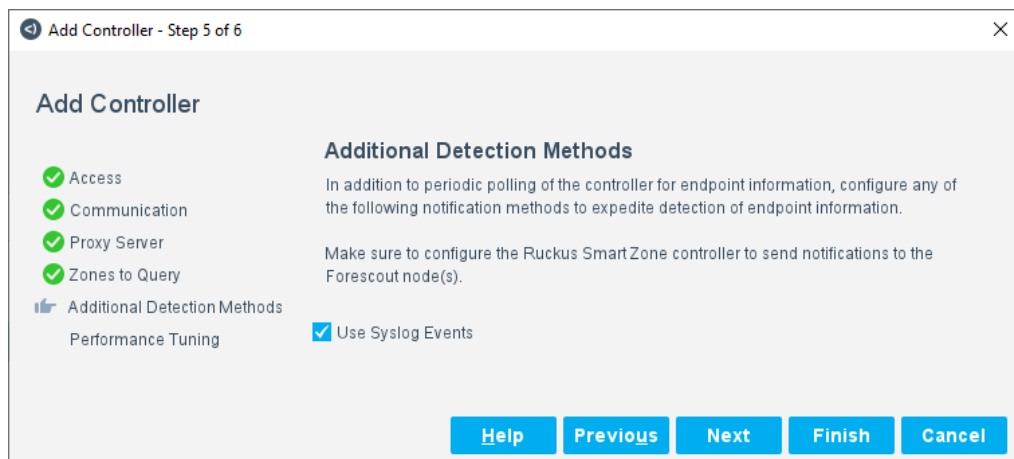 Add Controller - Step 5 of 6
Add Controller
Access
Communication
Proxy Server
Zones to Query
Additional Detection Methods
Performance Tuning
Additional Detection Methods
In addition to periodic polling of the controller for endpoint information, configure any of
the following notification methods to expedite detection of endpoint information.
Make sure to configure the Ruckus Smart Zone controller to send notifications to the
Forescout node(s).
Use Syslog Events
Help Previous Next Finish Cancel